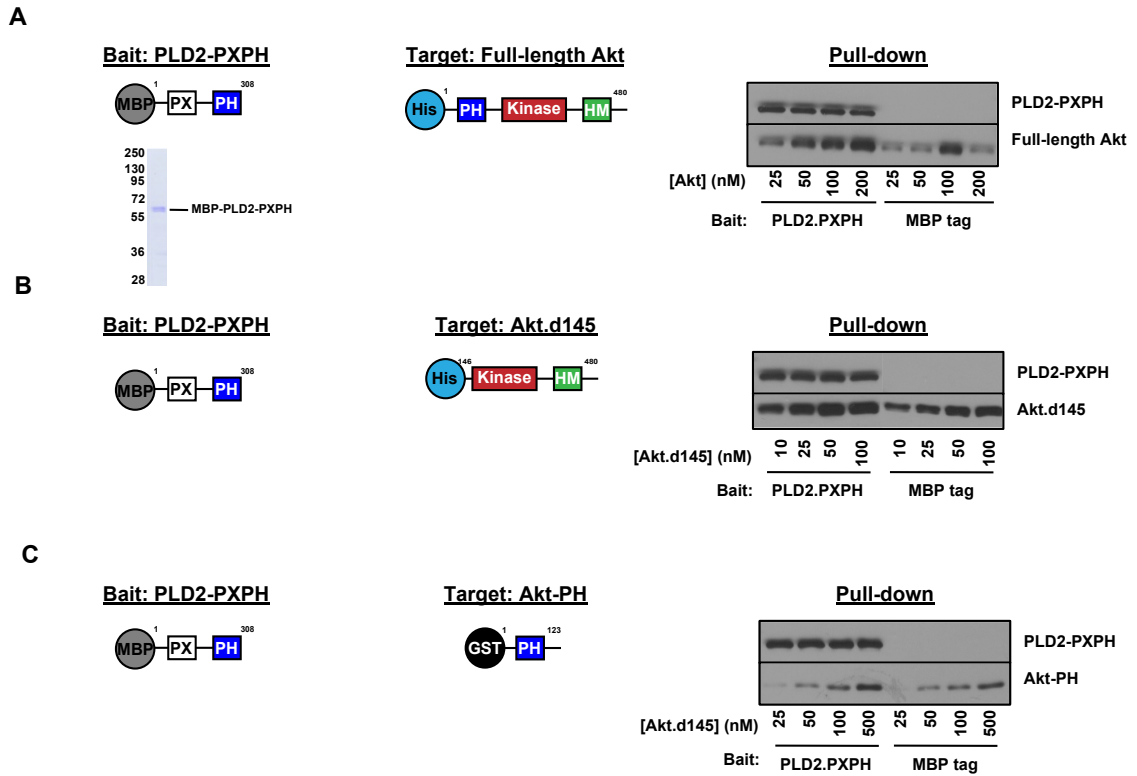 A
Bait: PLD2-PXPH
Target: Full-length Akt
Pull-down
1
308
MBP
PX
PH
1
480
His
PH
Kinase
HM
PLD2-PXPH
Full-length Akt
250
130
95
72
55
36
28
MBP-PLD2-PXPH
[Akt] (nM)
25
50
100
200
25
50
100
200
Bait:
PLD2.PXPH
MBP tag
B
Bait: PLD2-PXPH
Target: Akt.d145
Pull-down
1
308
MBP
PX
PH
146
480
His
Kinase
HM
PLD2-PXPH
Akt.d145
[Akt.d145] (nM)
10
25
50
100
10
25
50
100
Bait:
PLD2.PXPH
MBP tag
C
Bait: PLD2-PXPH
Target: Akt-PH
Pull-down
1
308
MBP
PX
PH
1
123
GST
PH
PLD2-PXPH
Akt-PH
[Akt.d145] (nM)
25
50
100
500
25
50
100
500
Bait:
PLD2.PXPH
MBP tag